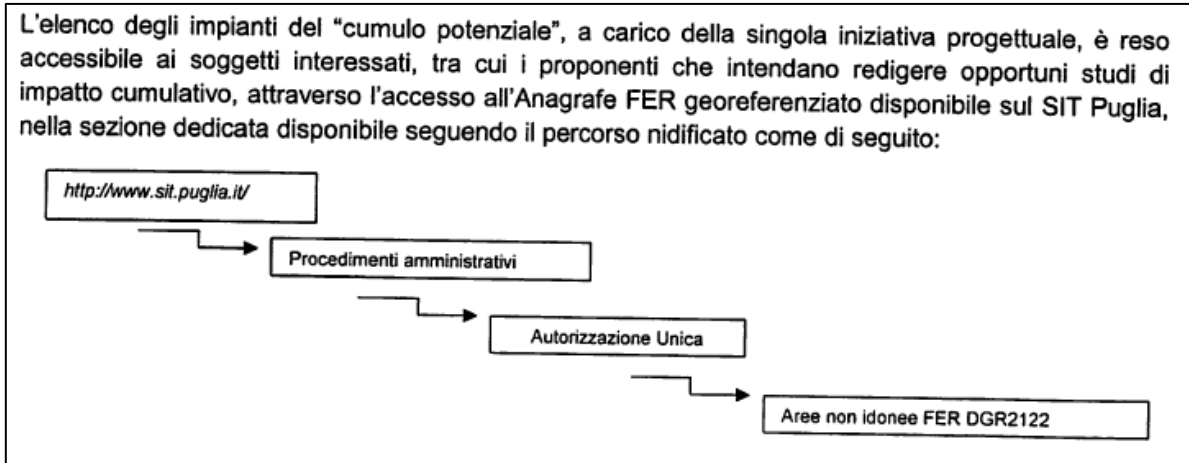 L'elenco degli impianti del “cumulo potenziale”, a carico della singola iniziativa progettuale, è reso
accessibile ai soggetti interessati, tra cui i proponenti che intendano redigere opportuni studi di
impatto cumulativo, attraverso l'accesso all'Anagrafe FER georeferenziato disponibile sul SIT Puglia,
nella sezione dedicata disponibile seguendo il percorso nidificato come di seguito:
http://www.sit.puglia.it/
Procedimenti amministrativi
Autorizzazione Unica
Aree non idonee FER DGR2122